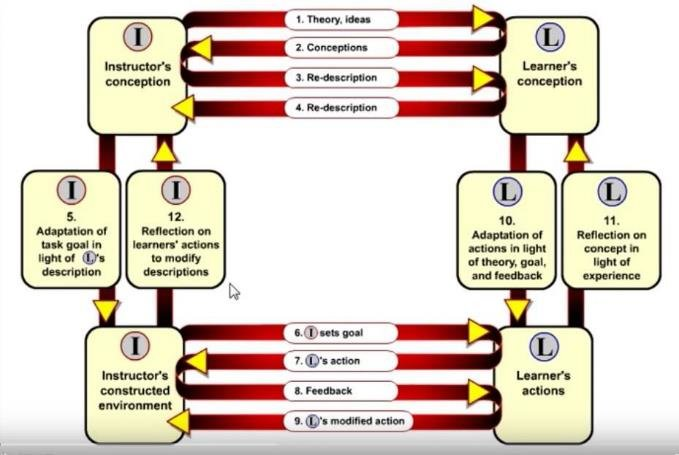 I
Instructor's
conception
1. Theory, ideas
2. Conceptions
3. Re-description
4. Re-description
L
Learner's
conception
I
5.
Adaptation of
task goal in
light of L's
description
I
12.
Reflection on
learners' actions
to modify
descriptions
L
10.
Adaptation of
actions in light
of theory, goal,
and feedback
L
11.
Reflection on
concept in
light of
experience
I
Instructor's
constructed
environment
6. I sets goal
7. L's action
8. Feedback
9. L's modified action
L
Learner's
actions